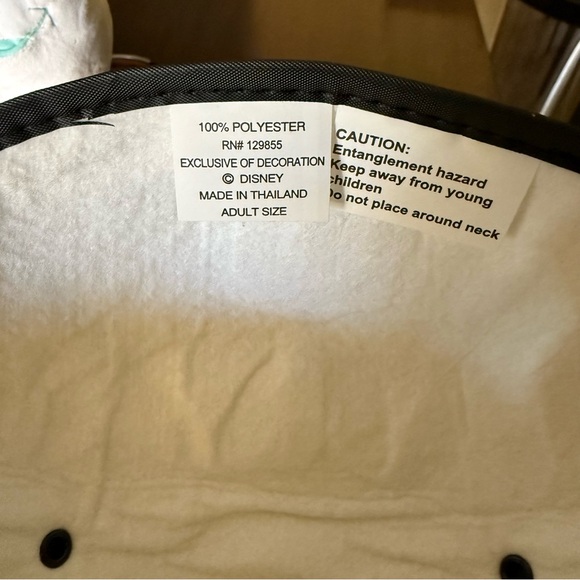 100% POLYESTER
RN# 129855
EXCLUSIVE OF DECORATION
© DISNEY
MADE IN THAILAND
ADULT SIZE
CAUTION:
Entanglement hazard
Keep away from young
children
Do not place around neck